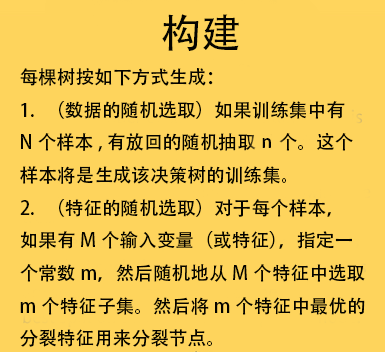 构建
每棵树按如下方式生成：
1. （数据的随机选取）如果训练集中有
N 个样本，有放回的随机抽取 n 个。这个
样本将是生成该决策树的训练集。
2. （特征的随机选取）对于每个样本，
如果有 M 个输入变量（或特征），指定一
个常数 m，然后随机地从 M 个特征中选取
m 个特征子集。然后将 m 个特征中最优的
分裂特征用来分裂节点。